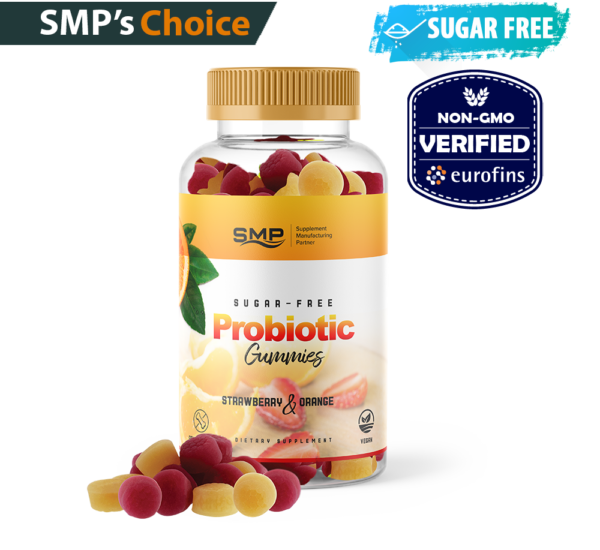 SMP's Choice
SUGAR FREE
NON-GMO
VERIFIED
eurofins
SMP
Supplement
Manufacturing
Partner
SUGAR-FREE
Probiotic
Gummies
STRAWBERRY & ORANGE
DIETARY SUPPLEMENT
VEGAN